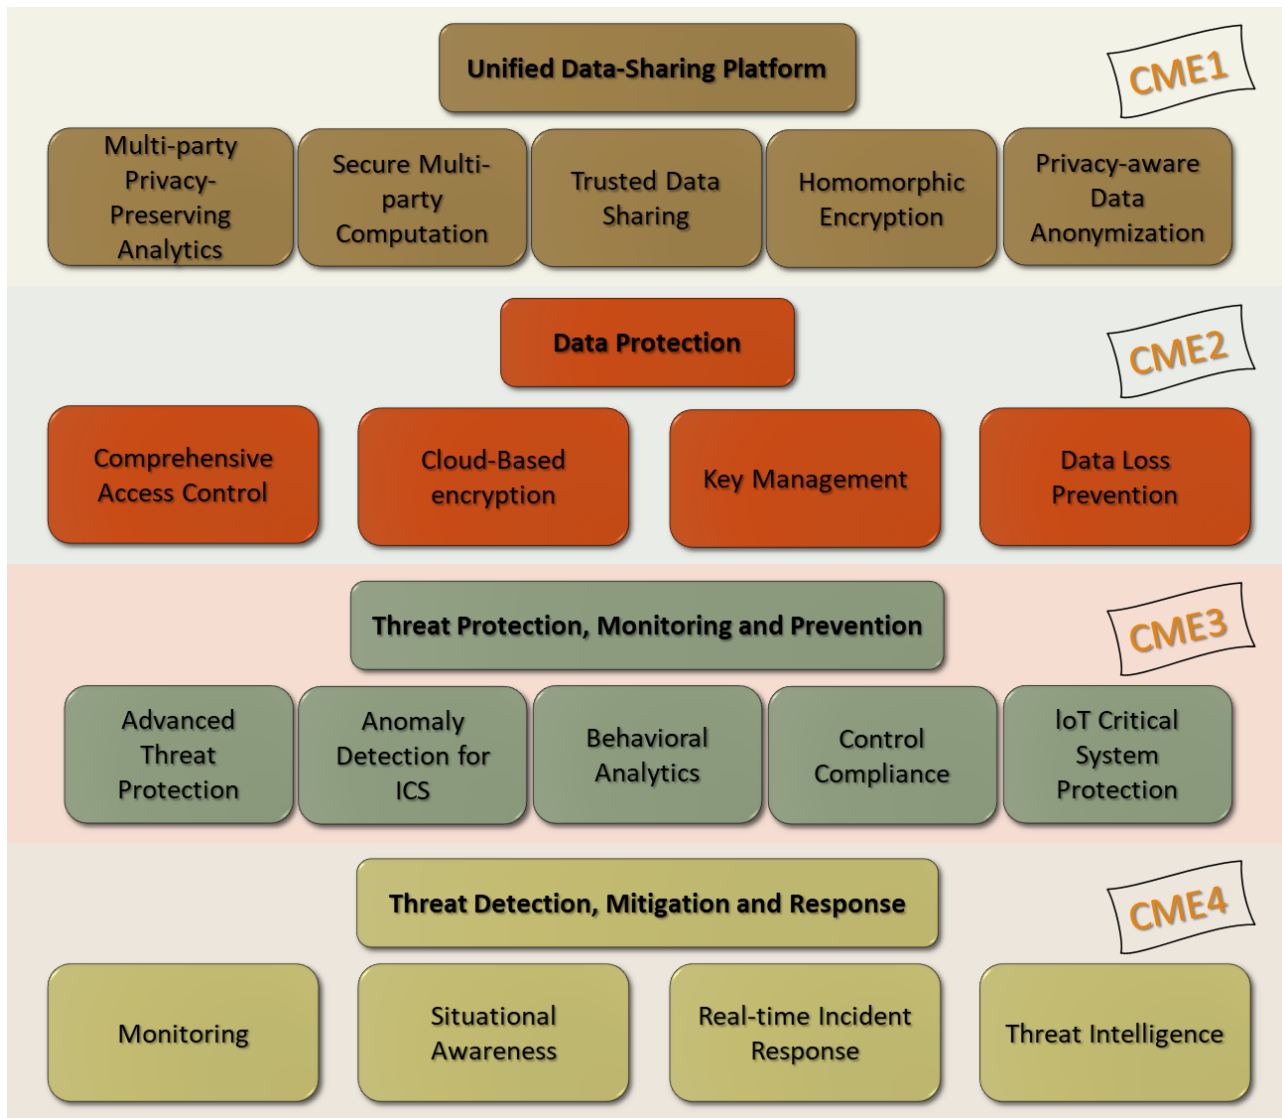 Unified Data-Sharing Platform
CME1
Multi-party
Privacy-
Preserving
Analytics
Secure Multi-
party
Computation
Trusted Data
Sharing
Homomorphic
Encryption
Privacy-aware
Data
Anonymization
Data Protection
CME2
Comprehensive
Access Control
Cloud-Based
encryption
Key Management
Data Loss
Prevention
Threat Protection, Monitoring and Prevention
CME3
Advanced
Threat
Protection
Anomaly
Detection for
ICS
Behavioral
Analytics
Control
Compliance
loT Critical
System
Protection
Threat Detection, Mitigation and Response
CME4
Monitoring
Situational
Awareness
Real-time Incident
Response
Threat Intelligence